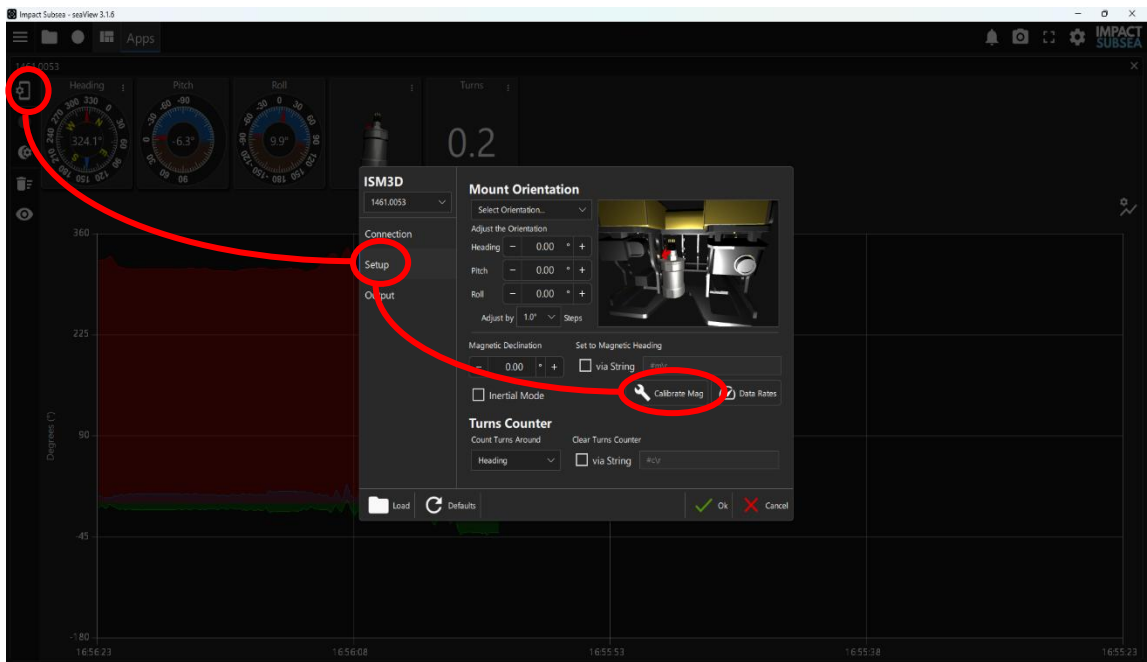 Impact Subsea - seaView 3.1.6
Apps
IMPACT
SUBSEA
1461.0053
Heading
Pitch
Roll
Turns
324.1°
-6.3°
9.9°
0.2
ISM3D
1461.0053
Connection
Setup
Output
Mount Orientation
Select Orientation...
Adjust the Orientation
Heading - 0.00 ° +
Pitch - 0.00 ° +
Roll - 0.00 ° +
Adjust by 1.0° Steps
Magnetic Declination
Set to Magnetic Heading
- 0.00 ° +
via String
Inertial Mode
Calibrate Mag
Data Rates
Turns Counter
Count Turns Around
Clear Turns Counter
Heading
via String
#c\r
Load
Defaults
Ok
Cancel
Degrees (°)
360
225
90
-45
-180
16:56:23
16:56:08
16:55:53
16:55:38
16:55:23